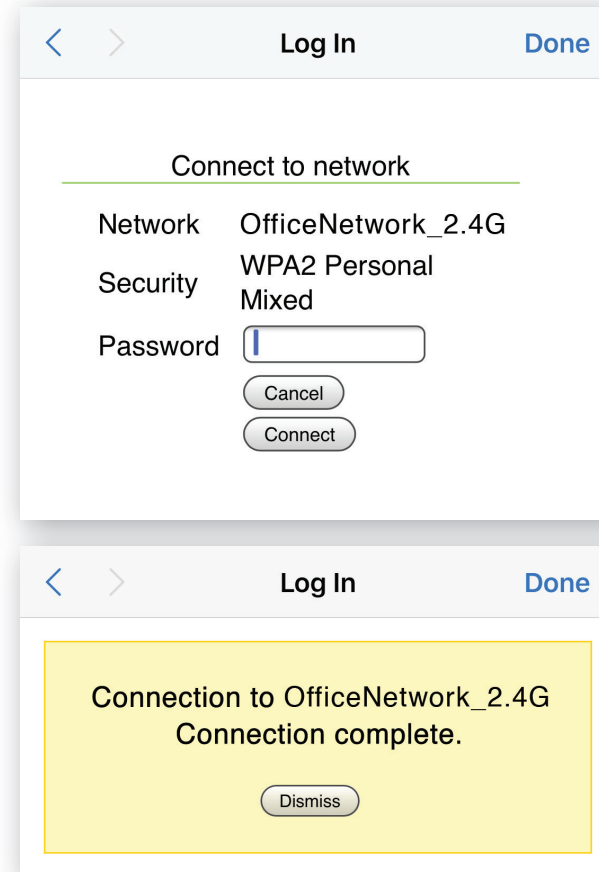 Log In Done
Connect to network
Network OfficeNetwork_2.4G
Security WPA2 Personal
Mixed
Password
Cancel
Connect
Log In Done
Connection to OfficeNetwork_2.4G
Connection complete.
Dismiss